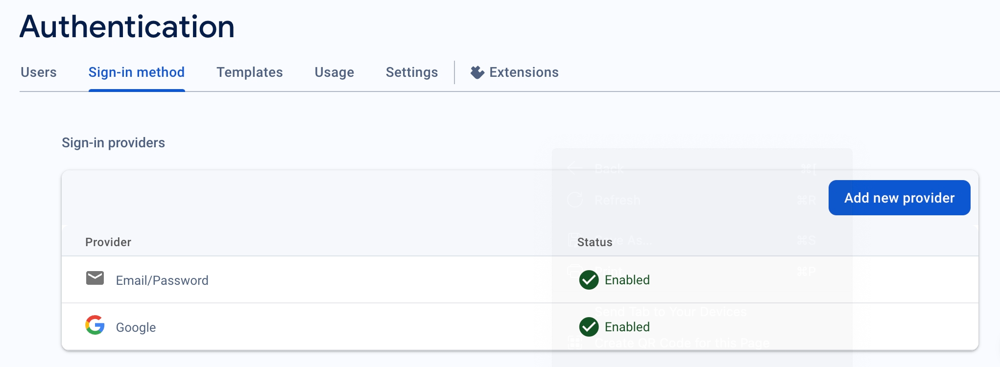 Authentication
Users Sign-in method Templates Usage Settings Extensions
Sign-in providers
Back ⌘[
Refresh ⌘R
Add new provider
Save As... ⌘S
Provider Status
Print ⌘P
Email/Password Enabled
Send Tab to Your Devices
Google Enabled
Create QR Code for this Page